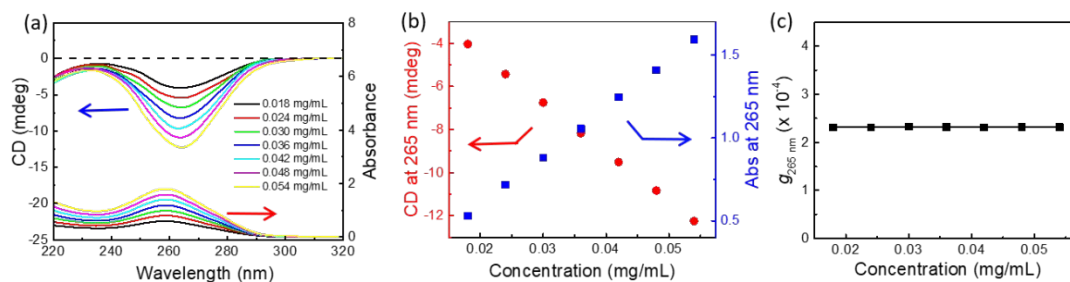 (a)
0
-5
-10
-15
-20
-25
CD (mdeg)
8
6
4
2
0
Absorbance
0.018 mg/mL
0.024 mg/mL
0.030 mg/mL
0.036 mg/mL
0.042 mg/mL
0.048 mg/mL
0.054 mg/mL
220 240 260 280 300 320
Wavelength (nm)
(b)
-4
-6
-8
-10
-12
CD at 265 nm (mdeg)
1.5
1.0
0.5
Abs at 265 nm
0.02 0.03 0.04 0.05
Concentration (mg/mL)
(c)
4
3
2
1
0
g265 nm (x 10-4)
0.02 0.03 0.04 0.05
Concentration (mg/mL)